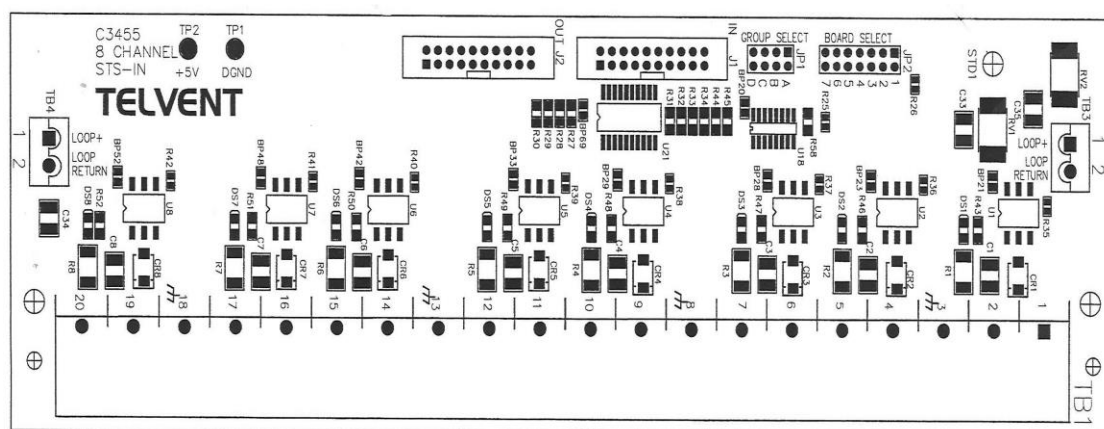 C3455
8 CHANNEL
STS-IN
TP2
TP1
+5V
DGND
TELVENT
OUT J2
IN
J1
GROUP SELECT
JP1
D C B A
BOARD SELECT
JP2
6 5 4 3 2 1
STD1
RV2
C33
RV1
C35
TB3
1
LOOP+
LOOP
RETURN
2
TB4
1
LOOP+
2
LOOP
RETURN
C34
R30
R29
R28
R27
BP69
U21
R31
R32
R33
R34
R44
R45
BP20
U18
R58
R25
R26
BP52
R42
BP48
R41
BP42
R40
BP33
R39
BP29
R38
BP28
R37
BP23
R36
BP21
R35
DS8
R52
U8
DS7
R51
U7
DS6
R50
U6
DS5
R49
U5
DS4
R48
U4
DS3
R47
U3
DS2
R46
U2
DS1
R43
U1
R8
C8
CR8
R7
C7
CR7
R6
C6
CR6
R5
C5
CR5
R4
C4
CR4
R3
C3
CR3
R2
C2
CR2
R1
C1
CR1
20 19 18 17 16 15 14 13 12 11 10 9 8 7 6 5 4 3 2 1
TB1